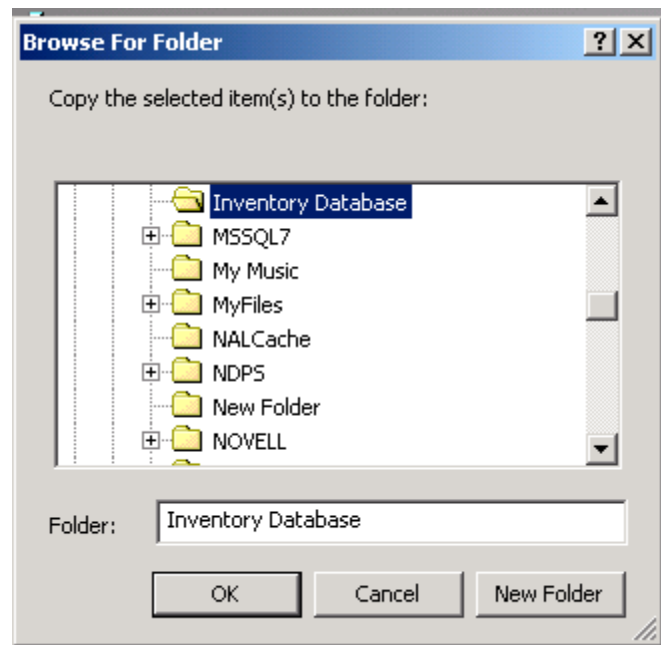 Browse For Folder
Copy the selected item(s) to the folder:
Inventory Database
MSSQL7
My Music
MyFiles
NALCache
NDPS
New Folder
NOVELL
Folder: Inventory Database
OK Cancel New Folder